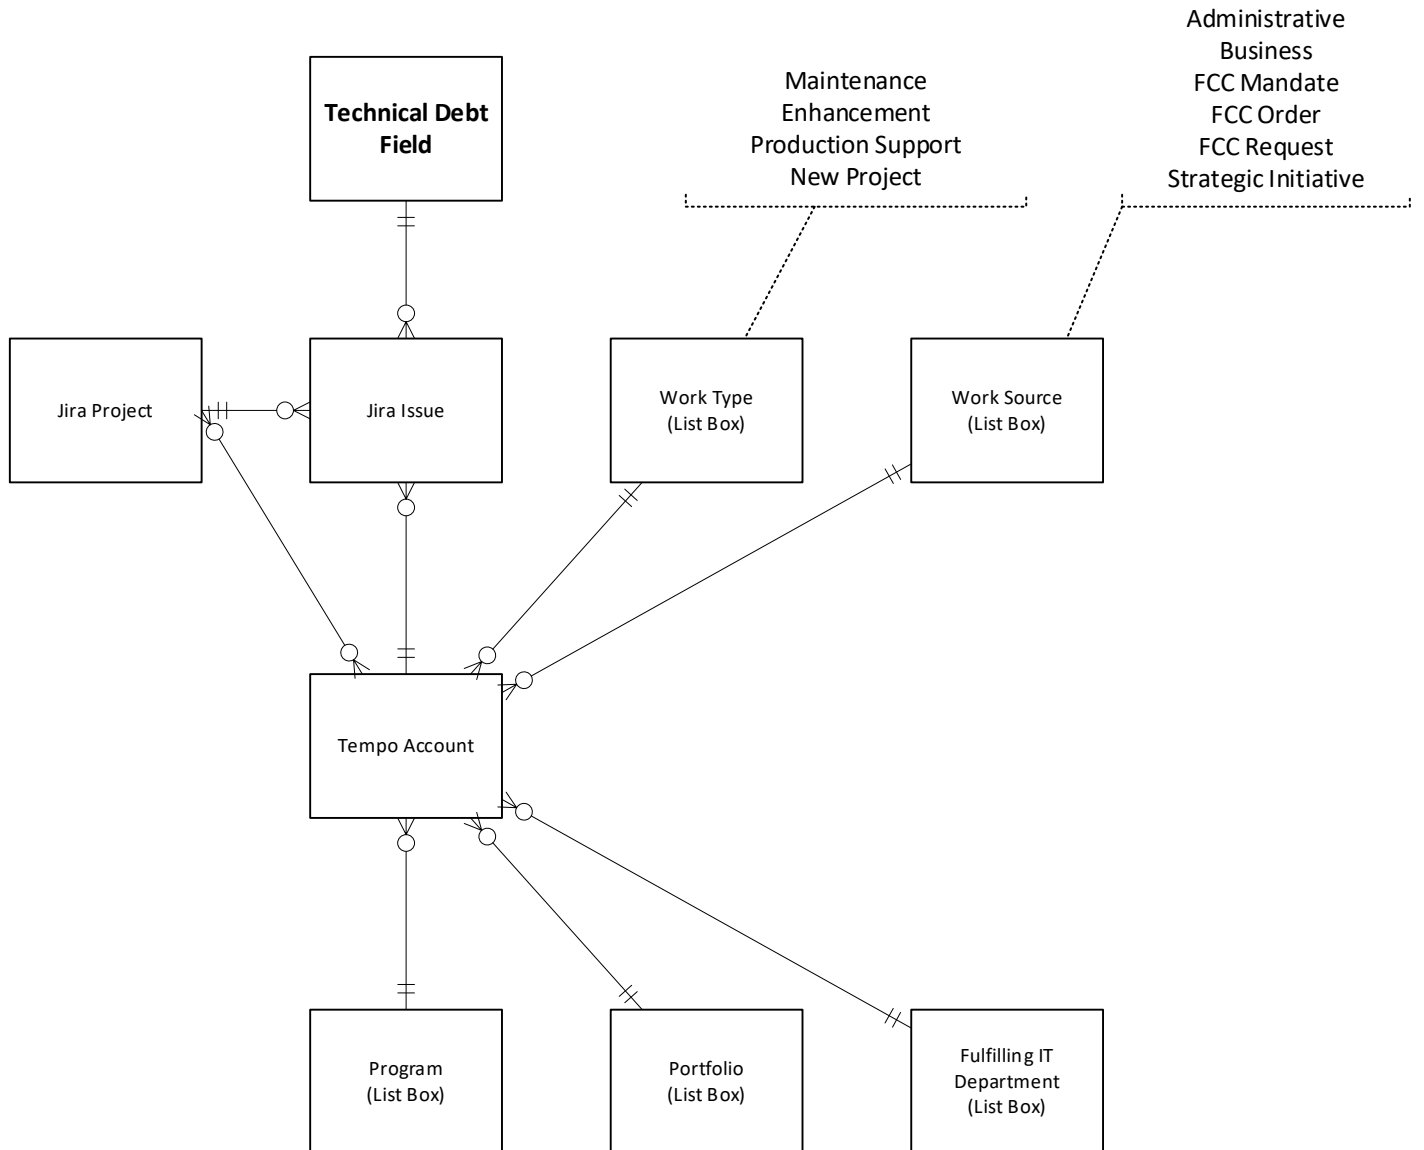 Administrative
Business
FCC Mandate
FCC Order
FCC Request
Strategic Initiative
Maintenance
Enhancement
Production Support
New Project
Technical Debt
Field
Jira Project
Jira Issue
Work Type
(List Box)
Work Source
(List Box)
Tempo Account
Program
(List Box)
Portfolio
(List Box)
Fulfilling IT
Department
(List Box)